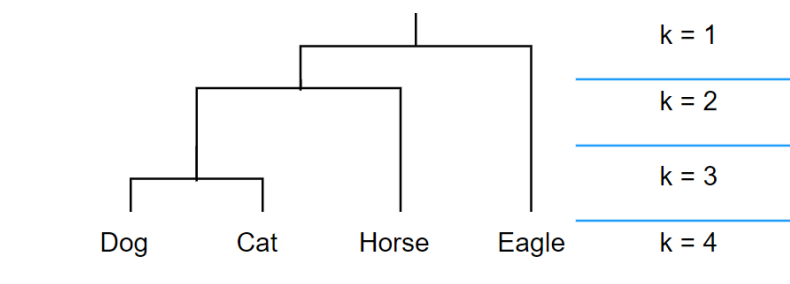 k = 1
k = 2
k = 3
Dog Cat Horse Eagle k = 4